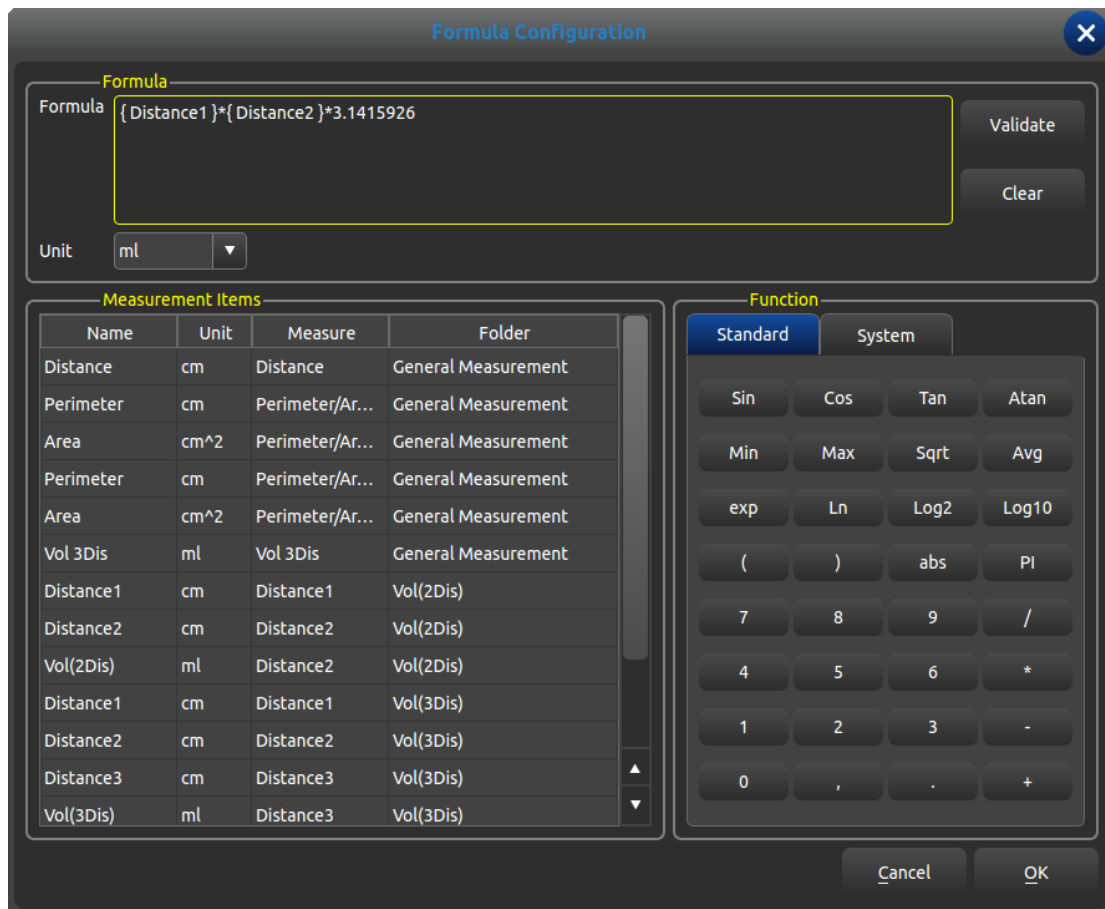 Formula Configuration
Formula
Formula { Distance1 }*{ Distance2 }*3.1415926
Validate
Clear
Unit ml
Measurement Items
Name Unit Measure Folder
Distance cm Distance General Measurement
Perimeter cm Perimeter/Ar... General Measurement
Area cm^2 Perimeter/Ar... General Measurement
Perimeter cm Perimeter/Ar... General Measurement
Area cm^2 Perimeter/Ar... General Measurement
Vol 3Dis ml Vol 3Dis General Measurement
Distance1 cm Distance1 Vol(2Dis)
Distance2 cm Distance2 Vol(2Dis)
Vol(2Dis) ml Distance2 Vol(2Dis)
Distance1 cm Distance1 Vol(3Dis)
Distance2 cm Distance2 Vol(3Dis)
Distance3 cm Distance3 Vol(3Dis)
Vol(3Dis) ml Distance3 Vol(3Dis)
Function
Standard System
Sin Cos Tan Atan
Min Max Sqrt Avg
exp Ln Log2 Log10
( ) abs PI
7 8 9 /
4 5 6 *
1 2 3 -
0 , . +
Cancel OK